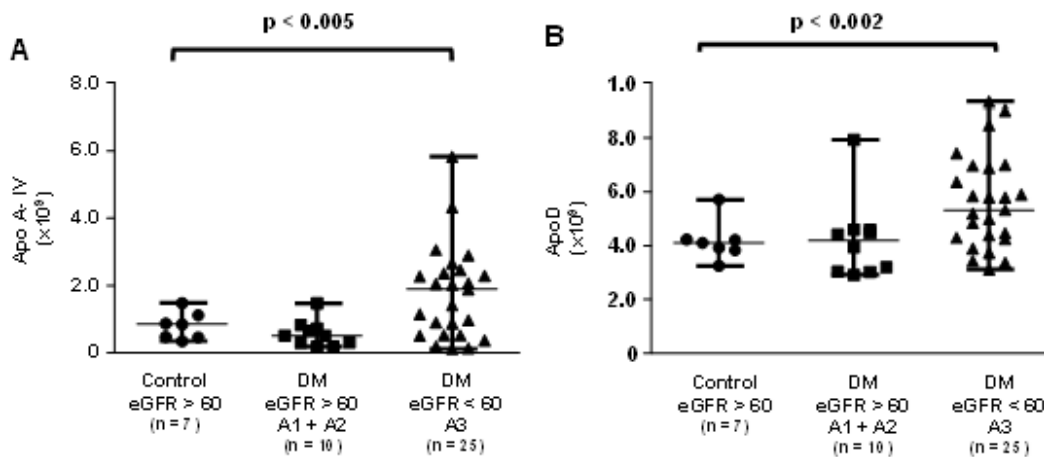 p < 0.005
A
8.0
6.0
4.0
2.0
0
Apo A- IV
(×10⁹)
Control
eGFR > 60
(n = 7)
DM
eGFR > 60
A1 + A2
(n = 10)
DM
eGFR < 60
A3
(n = 25)
p < 0.002
B
1.0
8.0
6.0
4.0
2.0
0
ApoD
Control
eGFR > 60
(n = 7)
DM
eGFR > 60
A1 + A2
(n = 10)
DM
eGFR < 60
A3
(n = 25)